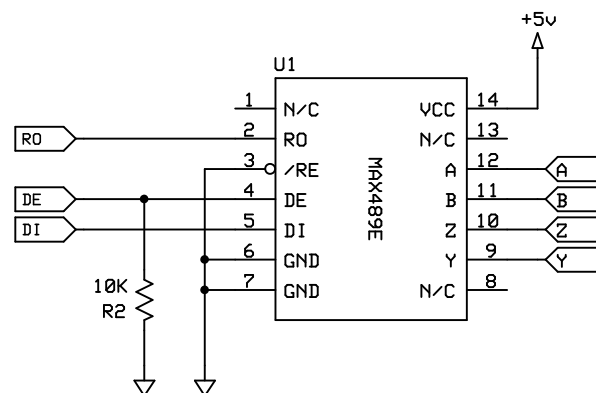 +5v
U1
1 N/C VCC 14
RO 2 RO N/C 13
3 /RE A 12 A
DE 4 DE B 11 B
DI 5 DI Z 10 Z
6 GND Y 9 Y
7 GND N/C 8
MAX489E
10K
R2